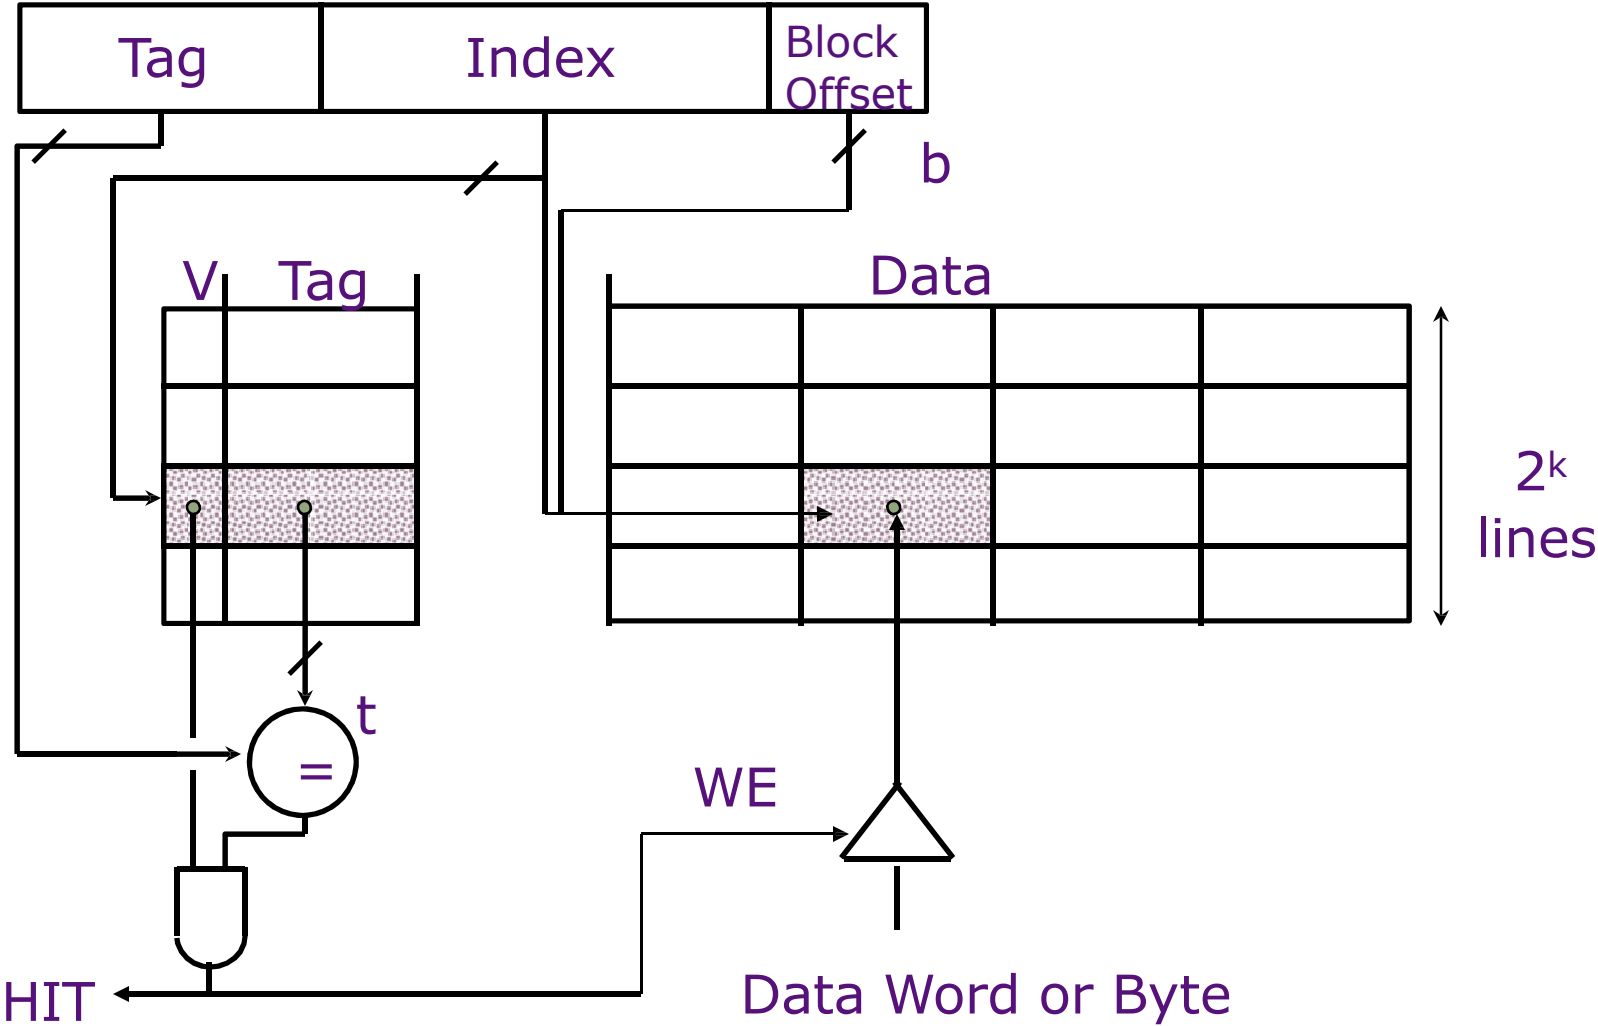 Tag
Index
Block
Offset
b
V
Tag
Data
2ᵏ
lines
t
=
WE
HIT
Data Word or Byte